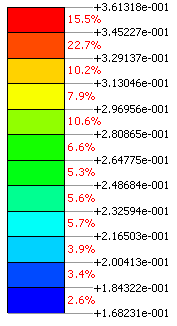 +3.61318e-001
15.5%
+3.45227e-001
22.7%
+3.29137e-001
10.2%
+3.13046e-001
7.9%
+2.96956e-001
10.6%
+2.80865e-001
6.6%
+2.64775e-001
5.3%
+2.48684e-001
5.6%
+2.32594e-001
5.7%
+2.16503e-001
3.9%
+2.00413e-001
3.4%
+1.84322e-001
2.6%
+1.68231e-001